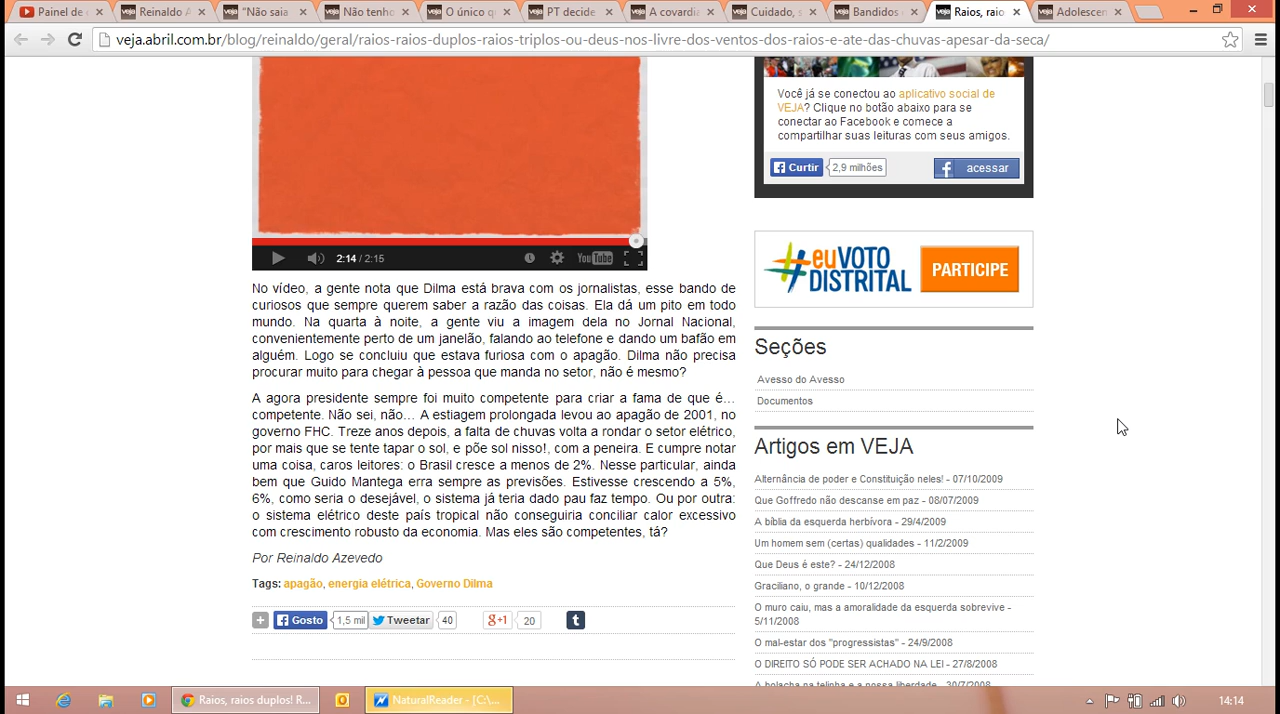 Painel de
Reinaldo A
"Não saia
Não tenho
O único q
PT decide
A covardia
Cuidado, s
Bandidos
Raios, raio
Adolescen
veja.abril.com.br/blog/reinaldo/geral/raios-raios-duplos-raios-triplos-ou-deus-nos-livre-dos-ventos-dos-raios-e-ate-das-chuvas-apesar-da-seca/
2:14 / 2:15
YouTube
No vídeo, a gente nota que Dilma está brava com os jornalistas, esse bando de
curiosos que sempre querem saber a razão das coisas. Ela dá um pito em todo
mundo. Na quarta à noite, a gente viu a imagem dela no Jornal Nacional,
convenientemente perto de um janelão, falando ao telefone e dando um bafão em
alguém. Logo se concluiu que estava furiosa com o apagão. Dilma não precisa
procurar muito para chegar à pessoa que manda no setor, não é mesmo?
A agora presidente sempre foi muito competente para criar a fama de que é…
competente. Não sei, não… A estiagem prolongada levou ao apagão de 2001, no
governo FHC. Treze anos depois, a falta de chuvas volta a rondar o setor elétrico,
por mais que se tente tapar o sol, e põe sol nisso!, com a peneira. E cumpre notar
uma coisa, caros leitores: o Brasil cresce a menos de 2%. Nesse particular, ainda
bem que Guido Mantega erra sempre as previsões. Estivesse crescendo a 5%,
6%, como seria o desejável, o sistema já teria dado pau faz tempo. Ou por outra:
o sistema elétrico deste país tropical não conseguiria conciliar calor excessivo
com crescimento robusto da economia. Mas eles são competentes, tá?
Por Reinaldo Azevedo
Tags: apagão, energia elétrica, Governo Dilma
Gosto 1,5 mil Tweetar 40 g+1 20 t
Você já se conectou ao aplicativo social de
VEJA? Clique no botão abaixo para se
conectar ao Facebook e comece a
compartilhar suas leituras com seus amigos.
Curtir 2,9 milhões acessar
#euVOTO
DISTRITAL
PARTICIPE
Seções
Avesso do Avesso
Documentos
Artigos em VEJA
Alternância de poder e Constituição neles! - 07/10/2009
Que Goffredo não descanse em paz - 08/07/2009
A bíblia da esquerda herbívora - 29/4/2009
Um homem sem (certas) qualidades - 11/2/2009
Que Deus é este? - 24/12/2008
Graciliano, o grande - 10/12/2008
O muro caiu, mas a amoralidade da esquerda sobrevive -
5/11/2008
O mal-estar dos "progressistas" - 24/9/2008
O DIREITO SÓ PODE SER ACHADO NA LEI - 27/8/2008
A bolacha na telinha e a nossa liberdade - 30/7/2008
Raios, raios duplos! R...
NaturalReader - [C:\...
14:14